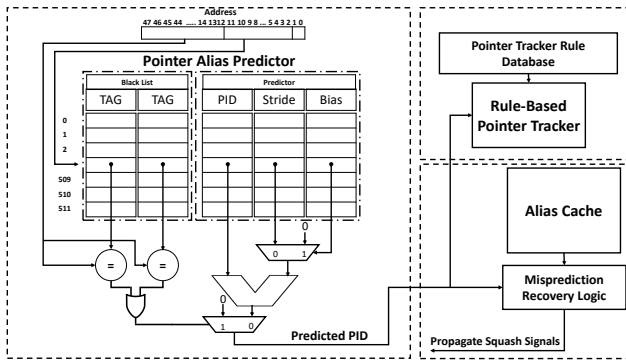 Address
47 46 45 44 ..... 14 1312 11 10 9 8 ... 5 4 3 2 1 0
Pointer Alias Predictor
Black List
Predictor
TAG
TAG
PID
Stride
Bias
0
1
2
509
510
511
0
0 1
= =
0
1 0
Predicted PID
Pointer Tracker Rule
Database
Rule-Based
Pointer Tracker
Alias Cache
Misprediction
Recovery Logic
Propagate Squash Signals